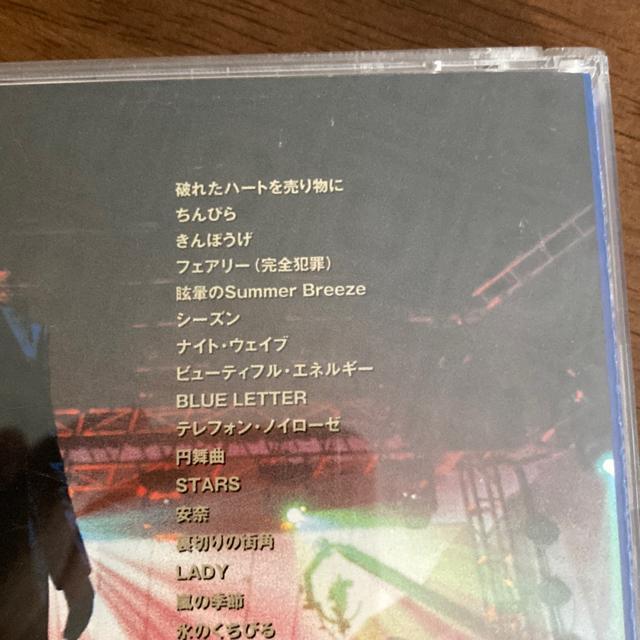 破れたハートを売り物に
ちんぴら
きんぽうげ
フェアリー(完全犯罪)
眩暈のSummer Breeze
シーズン
ナイト・ウェイブ
ビューティフル・エネルギー
BLUE LETTER
テレフォン・ノイローゼ
円舞曲
STARS
安奈
裏切りの街角
LADY
嵐の季節
氷のくちびる